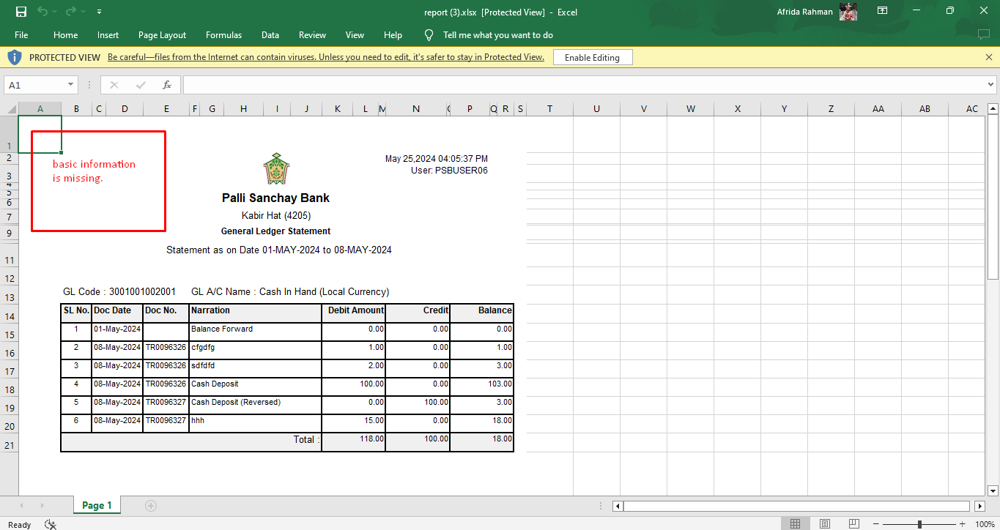 report (3).xlsx [Protected View] - Excel
Afrida Rahman
File Home Insert Page Layout Formulas Data Review View Help Tell me what you want to do
PROTECTED VIEW Be careful—files from the Internet can contain viruses. Unless you need to edit, it's safer to stay in Protected View. Enable Editing
A1 fx
A B C D E F G H I J K L M N O P Q R S T U V W X Y Z AA AB AC
1
2
3
4
5
6
7
9
11
12
13
14
15
16
17
18
19
20
21
basic information
is missing.
May 25,2024 04:05:37 PM
User: PSBUSER06
Palli Sanchay Bank
Kabir Hat (4205)
General Ledger Statement
Statement as on Date 01-MAY-2024 to 08-MAY-2024
GL Code : 3001001002001 GL A/C Name : Cash In Hand (Local Currency)
SL No. Doc Date Doc No. Narration Debit Amount Credit Balance
1 01-May-2024 Balance Forward 0.00 0.00 0.00
2 08-May-2024 TR0096326 cfgdfg 1.00 0.00 1.00
3 08-May-2024 TR0096326 sdfdfd 2.00 0.00 3.00
4 08-May-2024 TR0096326 Cash Deposit 100.00 0.00 103.00
5 08-May-2024 TR0096327 Cash Deposit (Reversed) 0.00 100.00 3.00
6 08-May-2024 TR0096327 hhh 15.00 0.00 18.00
Total : 118.00 100.00 18.00
Page 1
Ready
100%